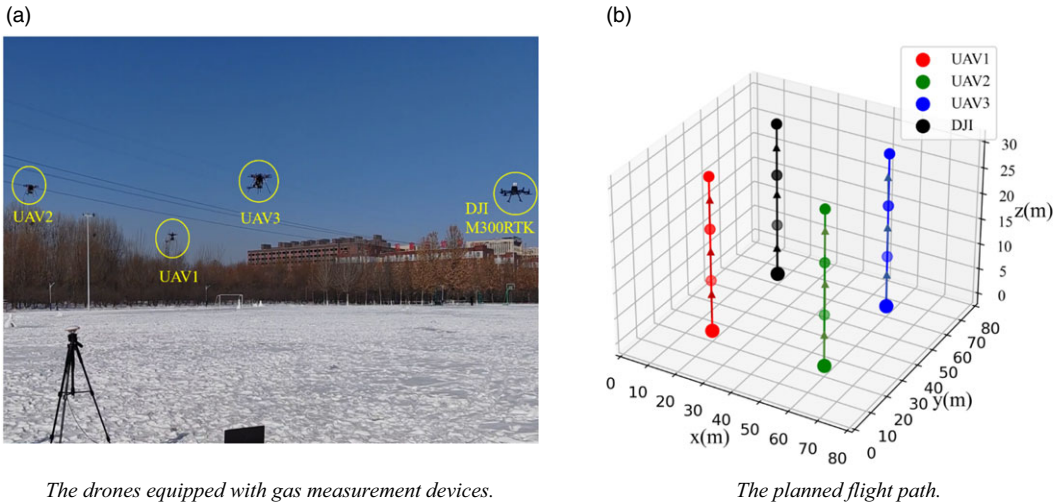 (a)
UAV2
UAV1
UAV3
DJI
M300RTK
The drones equipped with gas measurement devices.
(b)
UAV1
UAV2
UAV3
DJI
30
25
20
z(m)
15
10
5
0
80
70
60
50
40
y(m)
30
20
10
0
0
10
20
30
40
x(m)
50
60
70
80
The planned flight path.